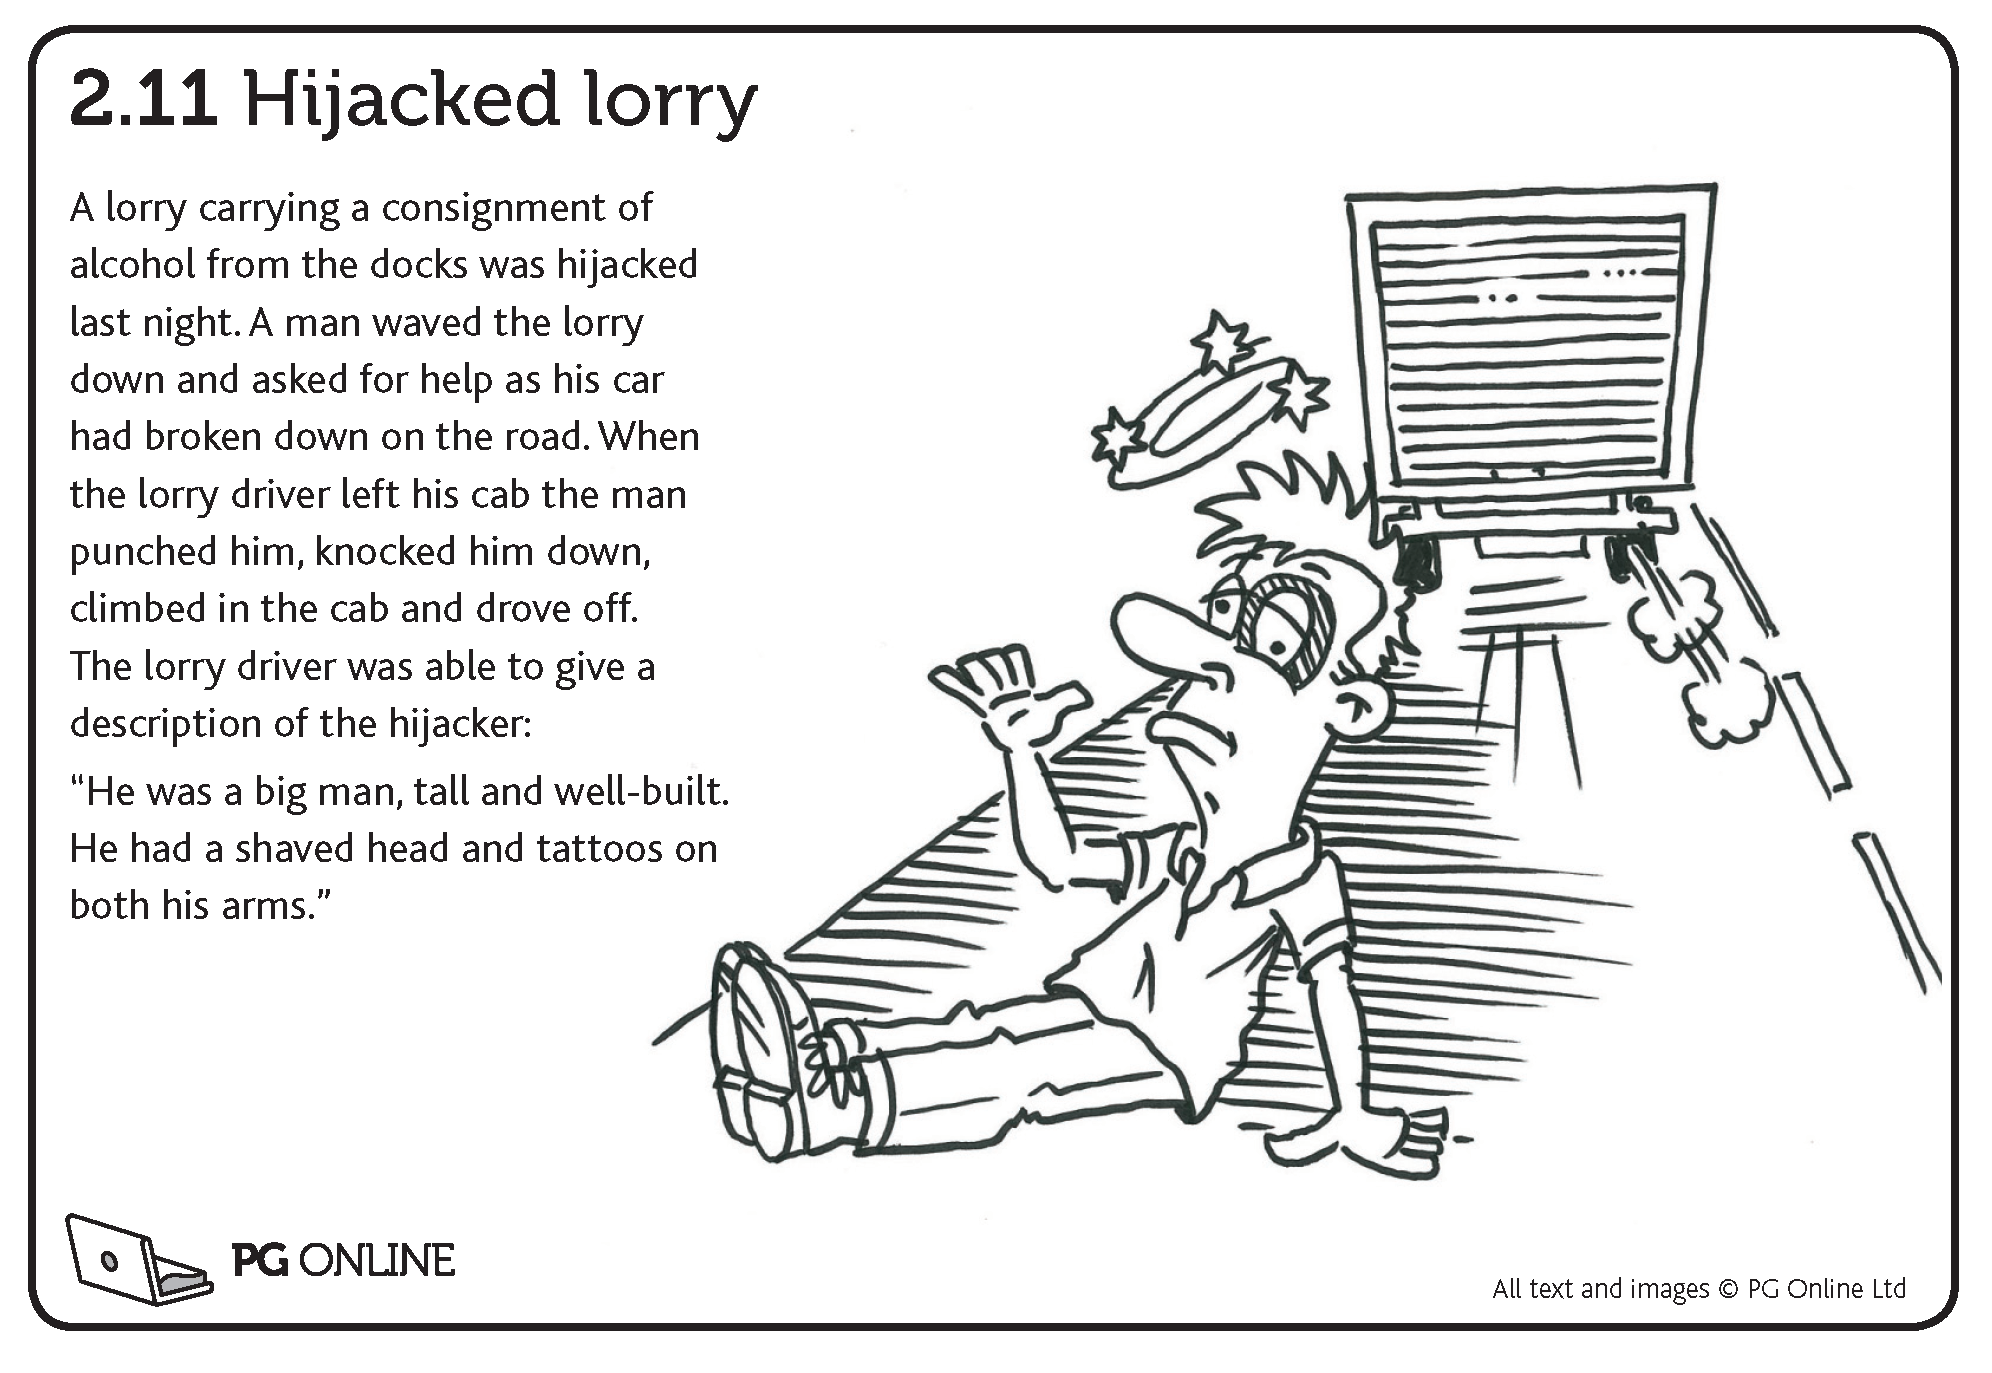 2.11 Hijacked lorry
A lorry carrying a consignment of
alcohol from the docks was hijacked
last night. A man waved the lorry
down and asked for help as his car
had broken down on the road. When
the lorry driver left his cab the man
punched him, knocked him down,
climbed in the cab and drove off.
The lorry driver was able to give a
description of the hijacker:
“He was a big man, tall and well-built.
He had a shaved head and tattoos on
both his arms.”
PG ONLINE
All text and images © PG Online Ltd